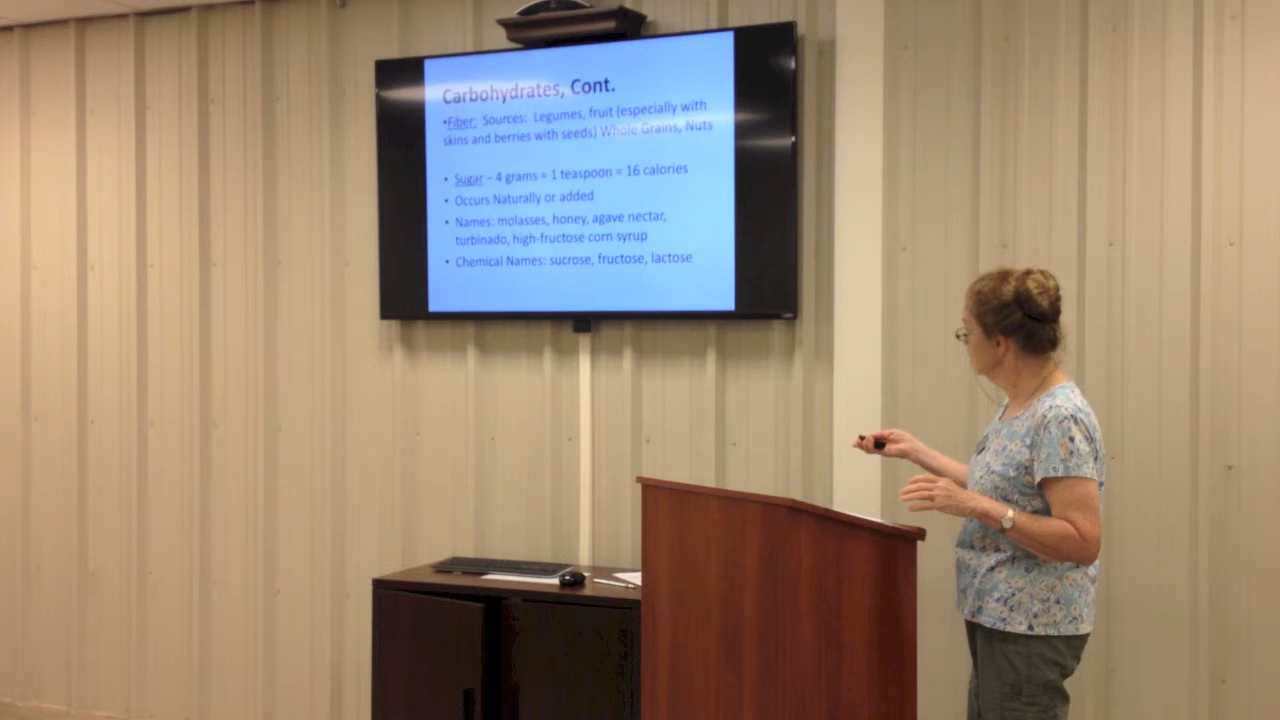 Carbohydrates, Cont.
•Fiber: Sources: Legumes, fruit (especially with
skins and berries with seeds) Whole Grains, Nuts
• Sugar – 4 grams = 1 teaspoon = 16 calories
• Occurs Naturally or added
• Names: molasses, honey, agave nectar,
turbinado, high-fructose corn syrup
• Chemical Names: sucrose, fructose, lactose